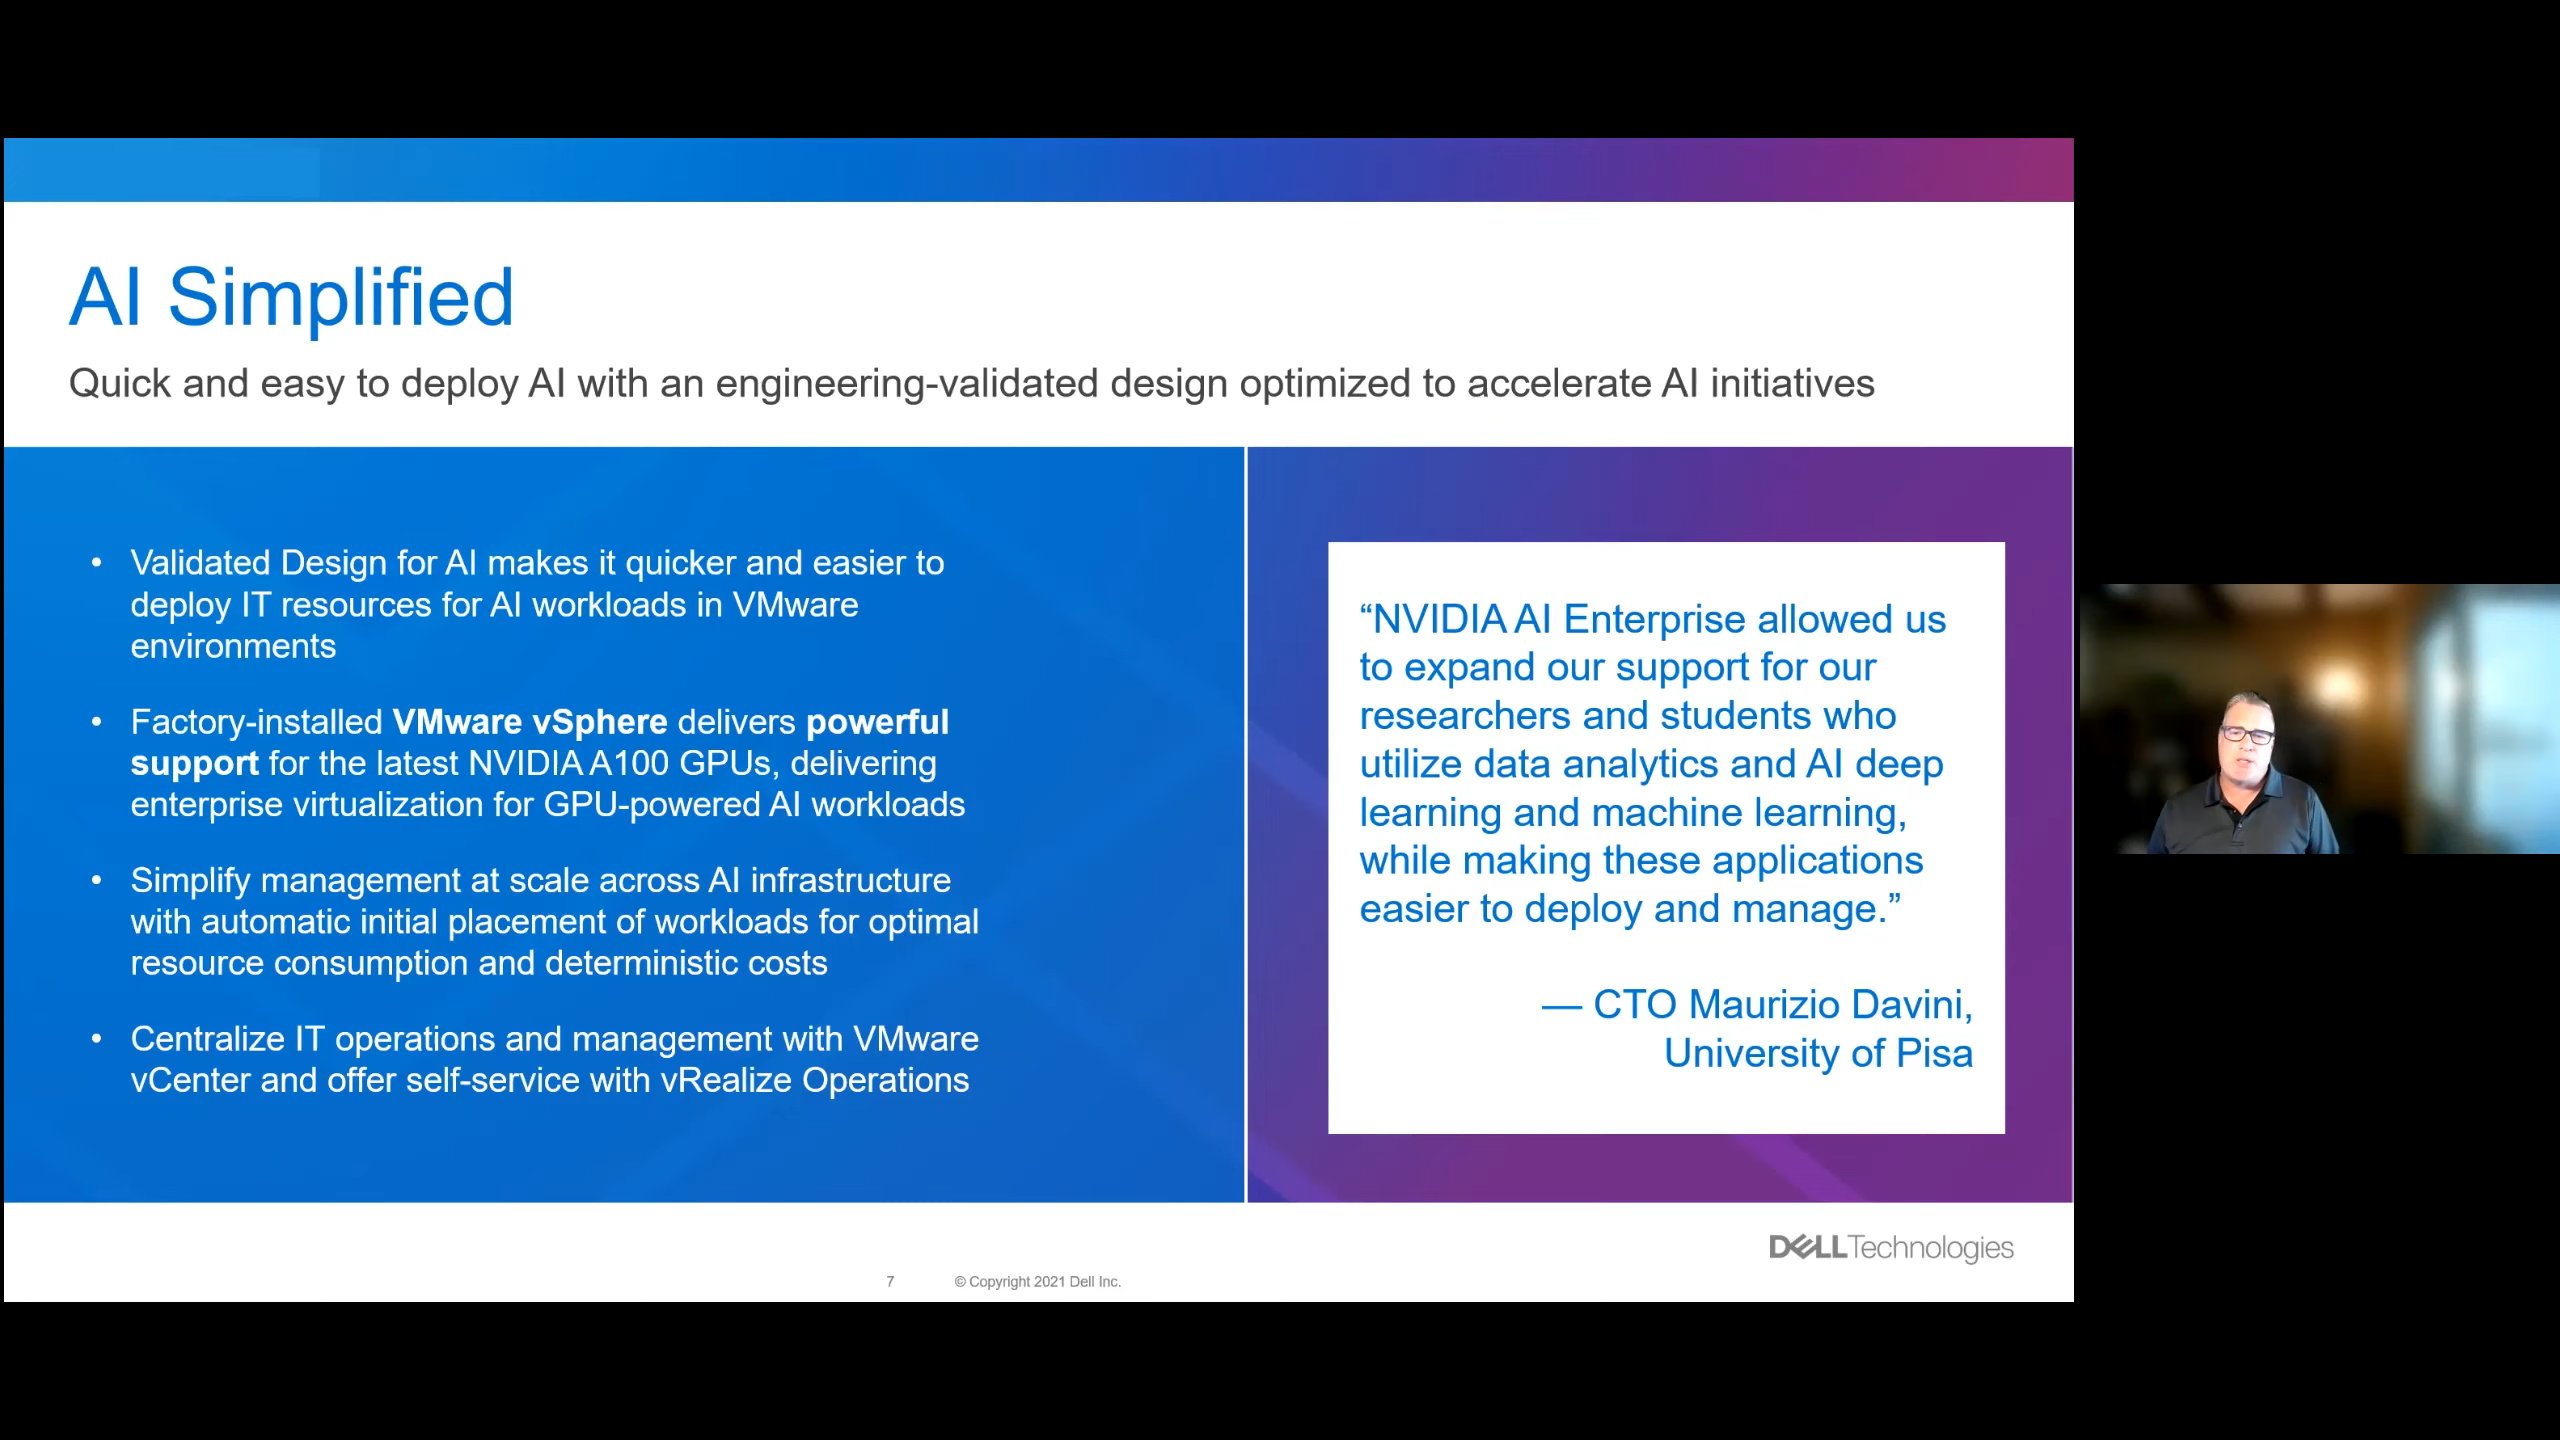 AI Simplified
Quick and easy to deploy AI with an engineering-validated design optimized to accelerate AI initiatives
• Validated Design for AI makes it quicker and easier to
deploy IT resources for AI workloads in VMware
environments
• Factory-installed VMware vSphere delivers powerful
support for the latest NVIDIA A100 GPUs, delivering
enterprise virtualization for GPU-powered AI workloads
• Simplify management at scale across AI infrastructure
with automatic initial placement of workloads for optimal
resource consumption and deterministic costs
• Centralize IT operations and management with VMware
vCenter and offer self-service with vRealize Operations
“NVIDIA AI Enterprise allowed us
to expand our support for our
researchers and students who
utilize data analytics and AI deep
learning and machine learning,
while making these applications
easier to deploy and manage.”
— CTO Maurizio Davini,
University of Pisa
DELLTechnologies
7 © Copyright 2021 Dell Inc.